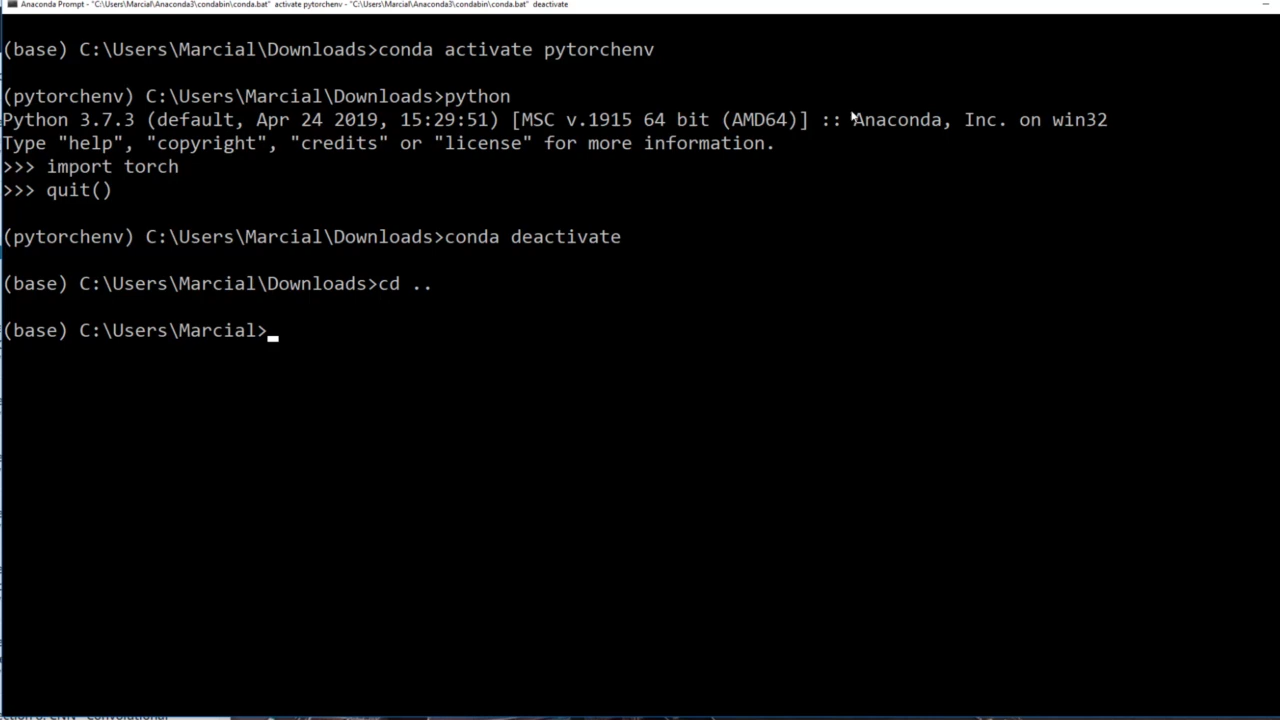 Anaconda Prompt - "C:\Users\Marcial\Anaconda3\condabin\conda.bat" activate pytorchenv - "C:\Users\Marcial\Anaconda3\condabin\conda.bat" deactivate
(base) C:\Users\Marcial\Downloads>conda activate pytorchenv
(pytorchenv) C:\Users\Marcial\Downloads>python
Python 3.7.3 (default, Apr 24 2019, 15:29:51) [MSC v.1915 64 bit (AMD64)] :: Anaconda, Inc. on win32
Type "help", "copyright", "credits" or "license" for more information.
>>> import torch
>>> quit()
(pytorchenv) C:\Users\Marcial\Downloads>conda deactivate
(base) C:\Users\Marcial\Downloads>cd ..
(base) C:\Users\Marcial>